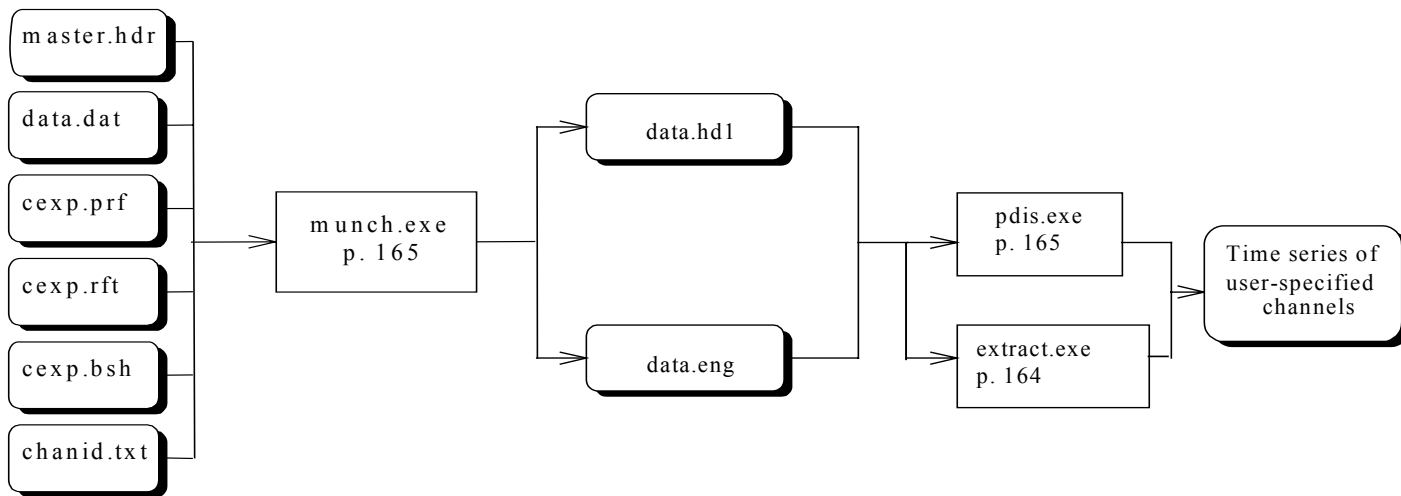 master.hdr
data.dat
cexp.prf
cexp.rft
cexp.bsh
chanid.txt
munch.exe
p. 165
data.hd1
data.eng
pdis.exe
p. 165
extract.exe
p. 164
Time series of
user-specified
channels